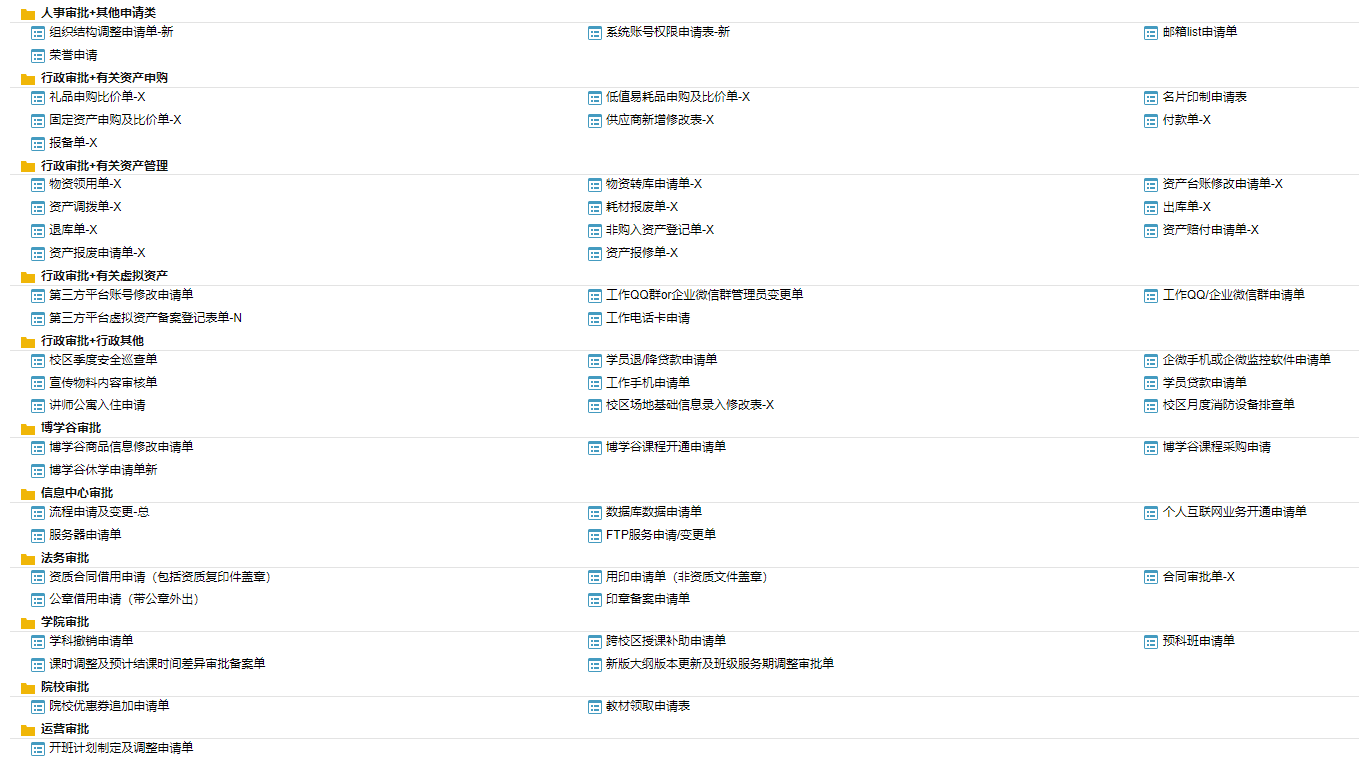 人事审批+其他申请类
组织结构调整申请单-新 系统账号权限申请表-新 邮箱list申请单
荣誉申请
行政审批+有关资产申购
礼品申购比价单-X 低值易耗品申购及比价单-X 名片印制申请表
固定资产申购及比价单-X 供应商新增修改表-X 付款单-X
报备单-X
行政审批+有关资产管理
物资领用单-X 物资转库申请单-X 资产台账修改申请单-X
资产调拨单-X 耗材报废单-X 出库单-X
退库单-X 非购入资产登记单-X 资产赔付申请单-X
资产报废申请单-X 资产报修单-X
行政审批+有关虚拟资产
第三方平台账号修改申请单 工作QQ群or企业微信群管理员变更单 工作QQ/企业微信群申请单
第三方平台虚拟资产备案登记表单-N 工作电话卡申请
行政审批+行政其他
校区季度安全巡查单 学员退/降贷款申请单 企微手机或企微监控软件申请单
宣传物料内容审核单 工作手机申请单 学员贷款申请单
讲师公寓入住申请 校区场地基础信息录入修改表-X 校区月度消防设备排查单
博学谷审批
博学谷商品信息修改申请单 博学谷课程开通申请单 博学谷课程采购申请
博学谷休学申请单新
信息中心审批
流程申请及变更-总 数据库数据申请单 个人互联网业务开通申请单
服务器申请单 FTP服务申请/变更单
法务审批
资质合同借用申请（包括资质复印件盖章） 用印申请单（非资质文件盖章） 合同审批单-X
公章借用申请（带公章外出） 印章备案申请单
学院审批
学科撤销申请单 跨校区授课补助申请单 预科班申请单
课时调整及预计结课时间差异审批备案单 新版大纲版本更新及班级服务期调整审批单
院校审批
院校优惠券追加申请单 教材领取申请表
运营审批
开班计划制定及调整申请单